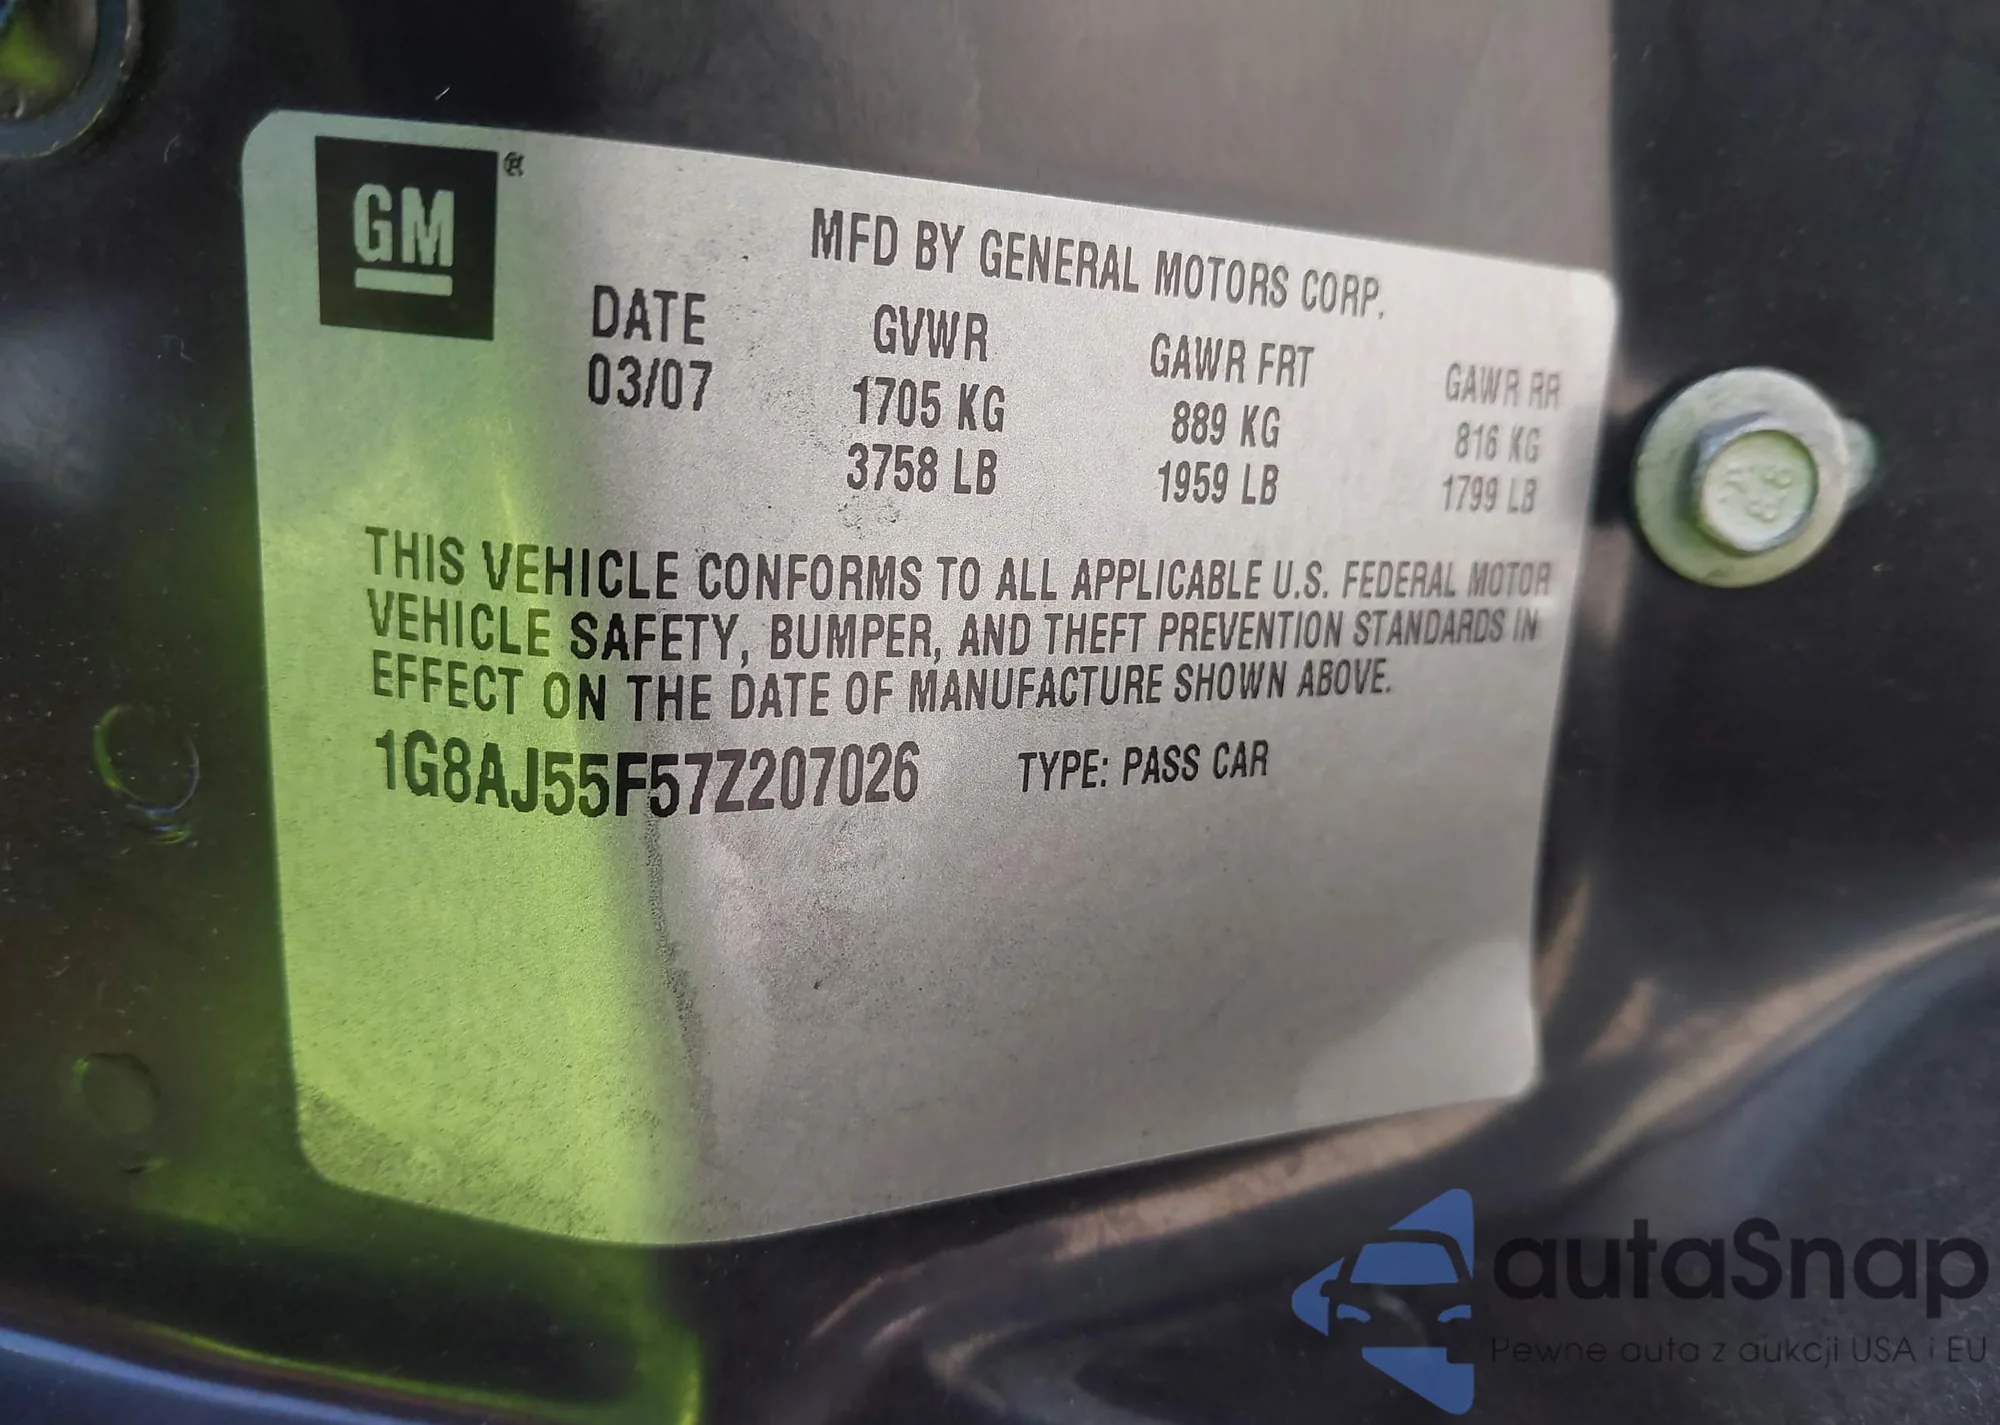 GM®
MFD BY GENERAL MOTORS CORP.
DATE GVWR GAWR FRT GAWR RR
03/07 1705 KG 889 KG 816 KG
3758 LB 1959 LB 1799 LB
THIS VEHICLE CONFORMS TO ALL APPLICABLE U.S. FEDERAL MOTOR
VEHICLE SAFETY, BUMPER, AND THEFT PREVENTION STANDARDS IN
EFFECT ON THE DATE OF MANUFACTURE SHOWN ABOVE.
1G8AJ55F57Z207026 TYPE: PASS CAR
autaSnap
Pewne auta z aukcji USA i EU